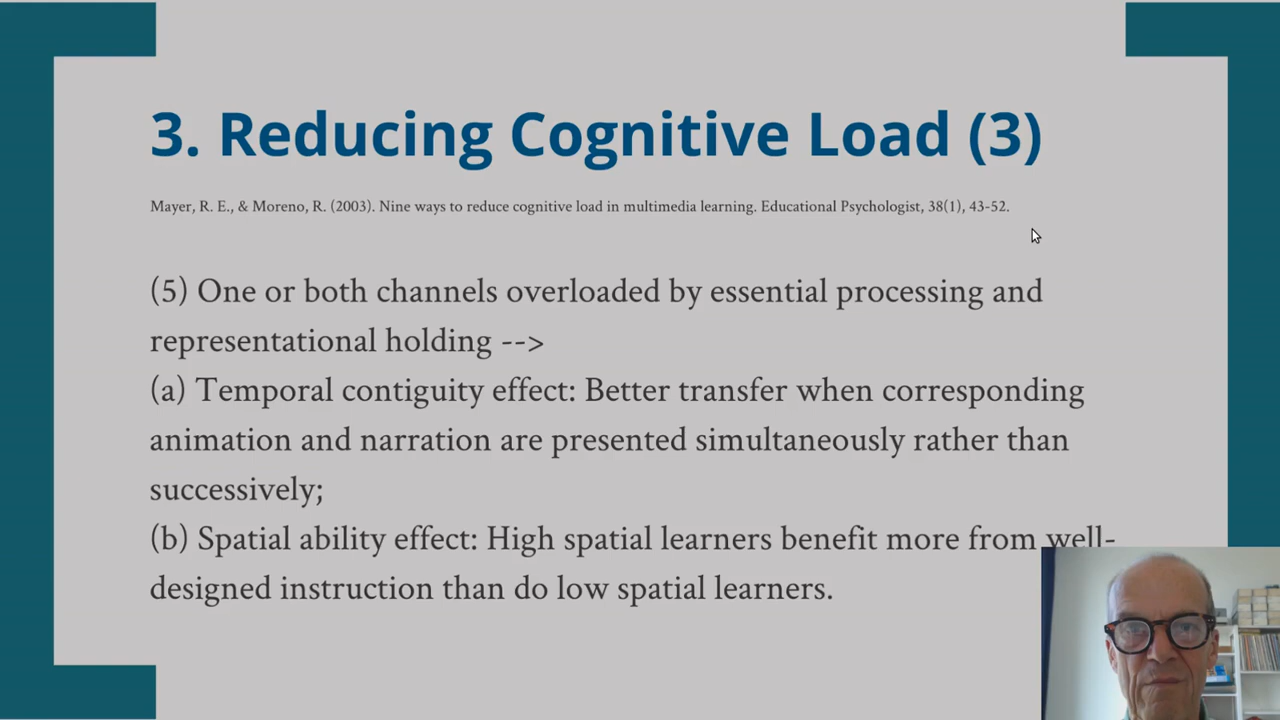 3. Reducing Cognitive Load (3)
Mayer, R. E., & Moreno, R. (2003). Nine ways to reduce cognitive load in multimedia learning. Educational Psychologist, 38(1), 43-52.
(5) One or both channels overloaded by essential processing and
representational holding -->
(a) Temporal contiguity effect: Better transfer when corresponding
animation and narration are presented simultaneously rather than
successively;
(b) Spatial ability effect: High spatial learners benefit more from well-
designed instruction than do low spatial learners.